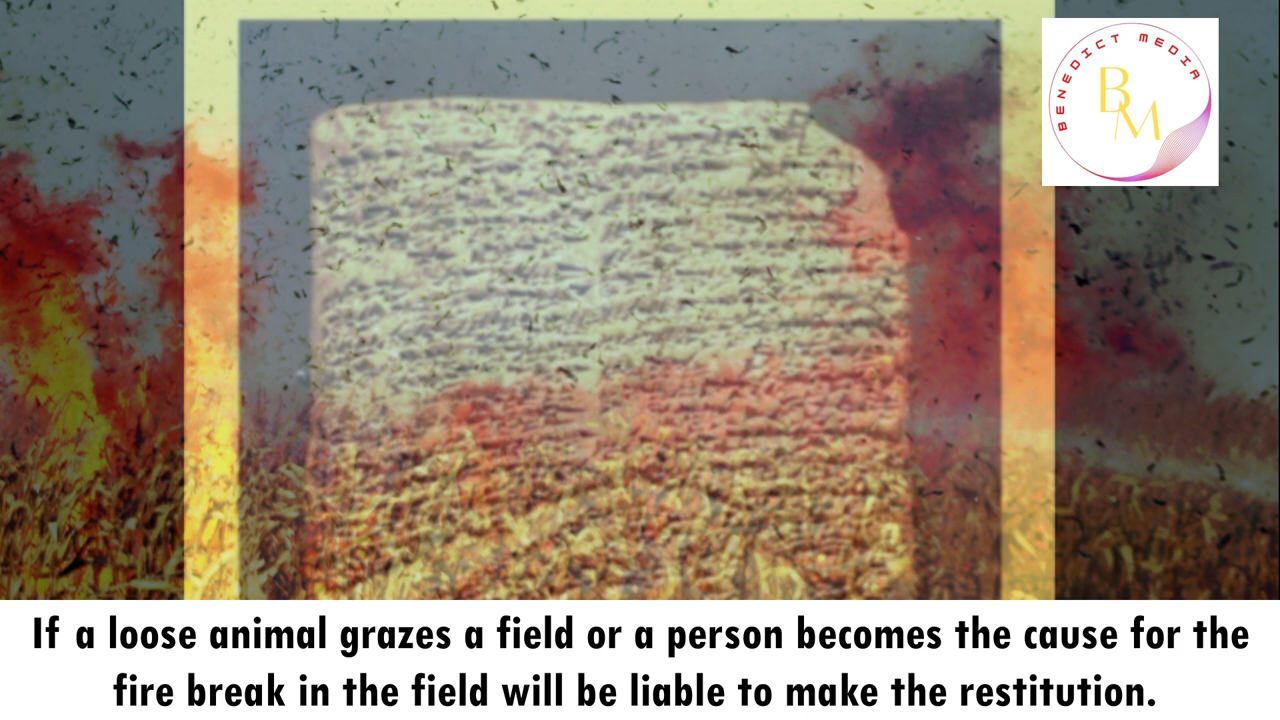 BENEDICT MEDIA
BM
If a loose animal grazes a field or a person becomes the cause for the
fire break in the field will be liable to make the restitution.